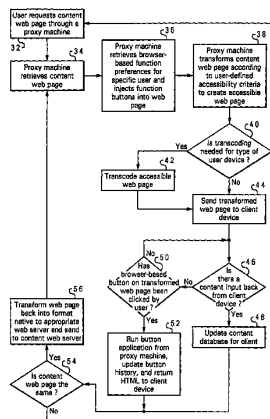 User requests content
web page through a
proxy machine
32
34
Proxy machine
retrieves content
web page
36
Proxy machine
retrieves browser-
based function
preferences for
specific user and
injects function
buttons into web
page
38
Proxy machine
transforms content
web page according
to user-defined
accessibility criteria
to create accessible
web page
40
Is
transcoding
needed for type of
user device ?
Yes
No
42
Transcode accessible
web page
44
Send transformed
web page to client
device
46
Is
there a
content input back
from client
device ?
No
Yes
50
Has
browser-based
button on transformed
web page been
clicked by
user ?
No
Yes
48
Update content
database for client
52
Run button
application from
proxy machine,
update button
history, and return
HTML to client
device
54
Is content
web page
the same ?
Yes
No
56
Transform web page
back into format
native to appropriate
web server and send
to content web server